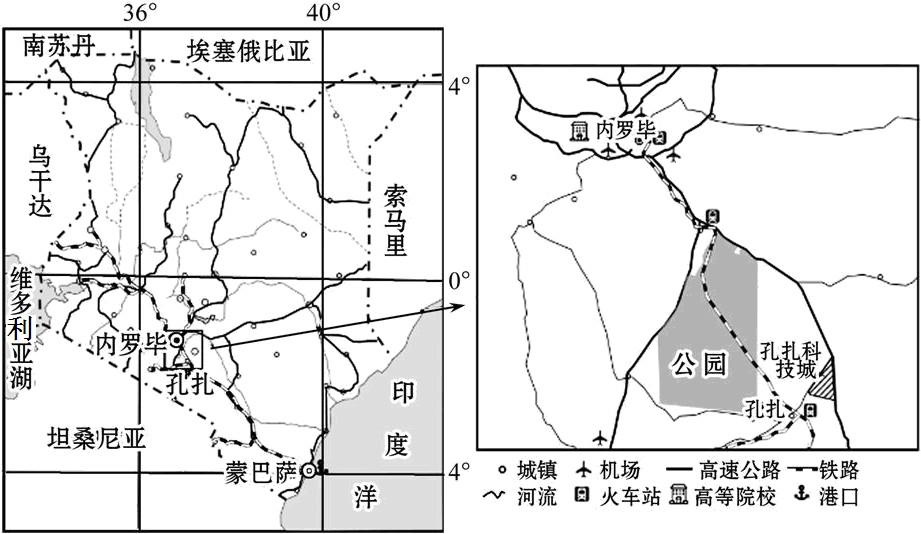 36°
40°
南苏丹
埃塞俄比亚
4°
乌干达
索马里
0°
维多利亚湖
内罗毕
孔扎
坦桑尼亚
蒙巴萨
印度洋
4°
内罗毕
公园
孔扎科
技城
孔扎
城镇 机场 高速公路 铁路
河流 火车站 高等院校 港口